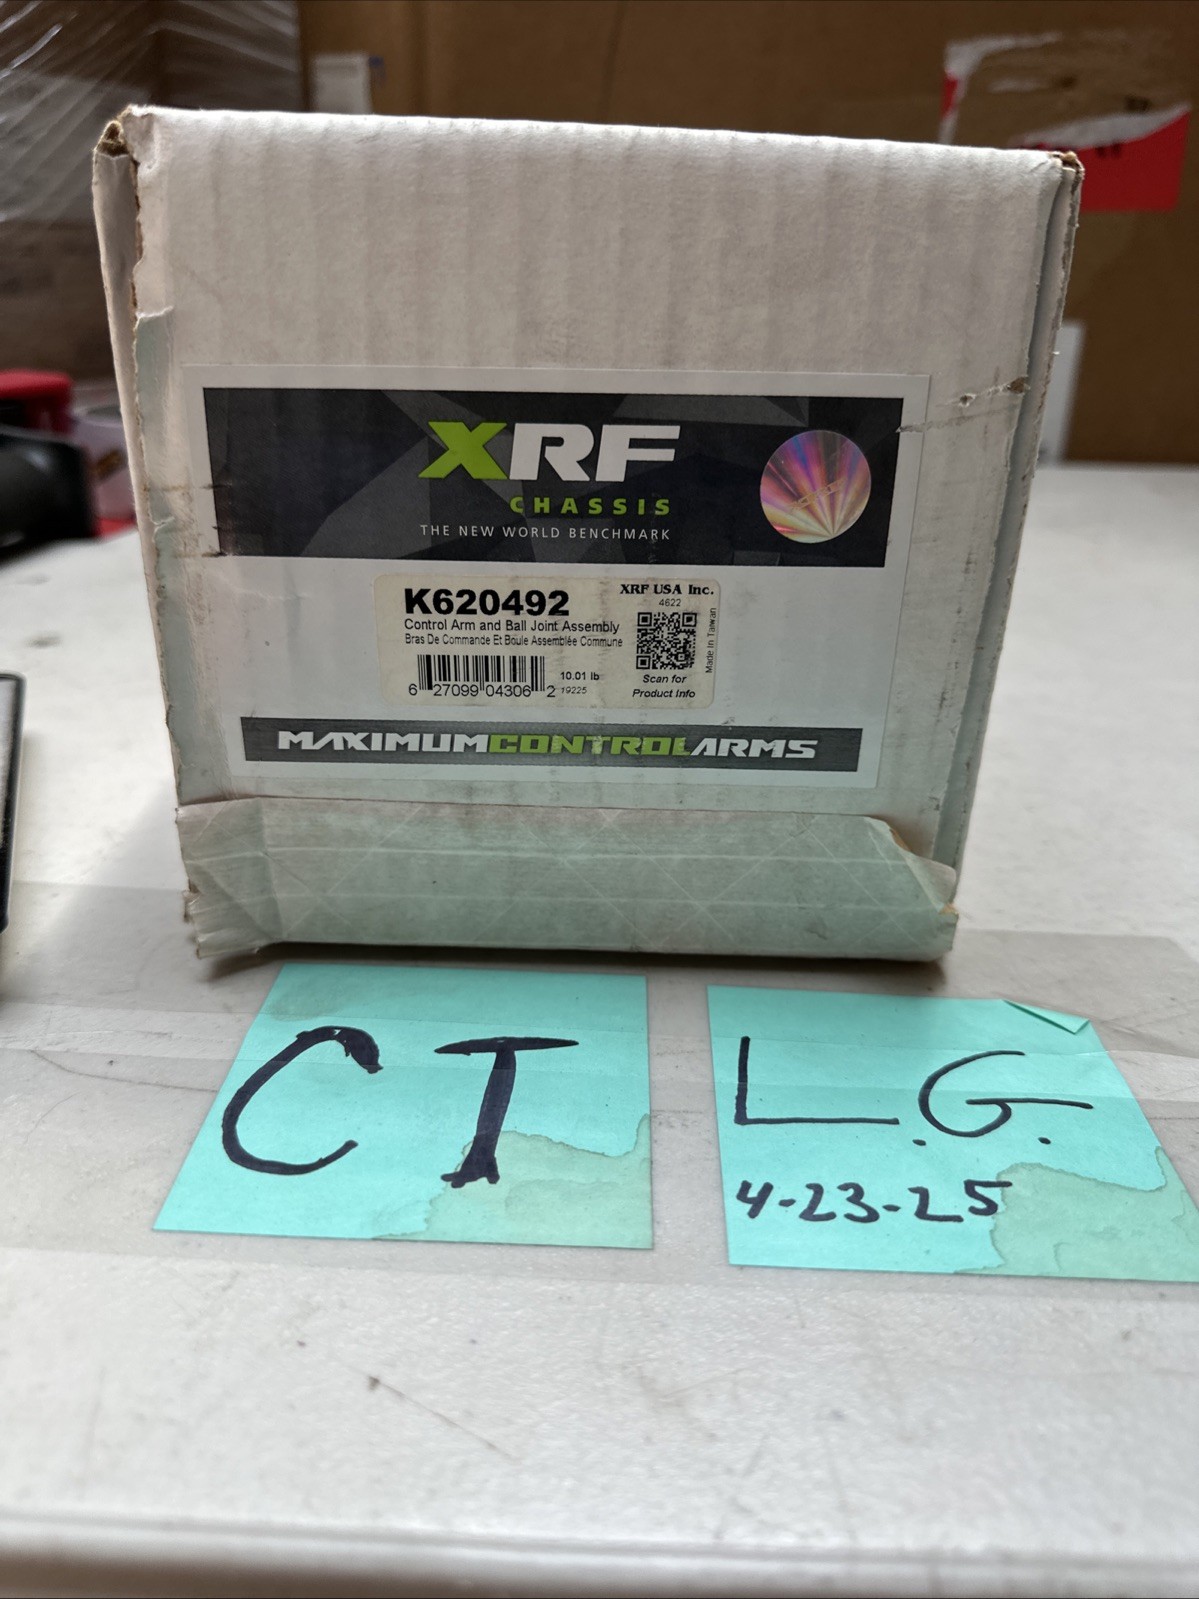 XRF
CHASSIS
THE NEW WORLD BENCHMARK
K620492
XRF USA Inc.
4622
Control Arm and Ball Joint Assembly
Bras De Commande Et Boule Assemblée Commune
Made In Taiwan
10.01 lb
6 27099 04306 2
19225
Scan for
Product Info
MAXIMUMCONTROLARMS
CT
L.G.
4-23-25